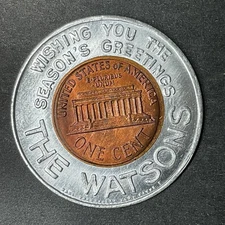 WISHING YOU THE
SEASON'S GREETINGS
THE WATSONS
UNITED STATES of AMERICA
E PLURIBUS
UNUM
ONE CENT